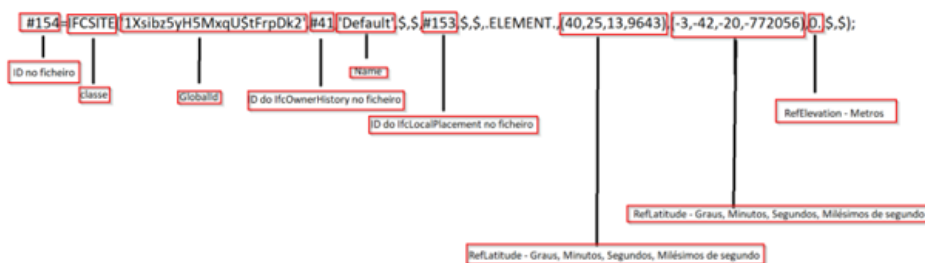 #154=IFCSITE('1Xsibz5yH5MxqU$tFrpDk2',#41,'Default',$,$,#153,$,$,.ELEMENT.,(40,25,13,9643),(-3,-42,-20,-772056),0.,$,$);
ID no ficheiro
classe
GlobalId
ID do IfcOwnerHistory no ficheiro
Name
ID do IfcLocalPlacement no ficheiro
RefElevation - Metros
RefLatitude - Graus, Minutos, Segundos, Milésimos de segundo
RefLatitude - Graus, Minutos, Segundos, Milésimos de segundo